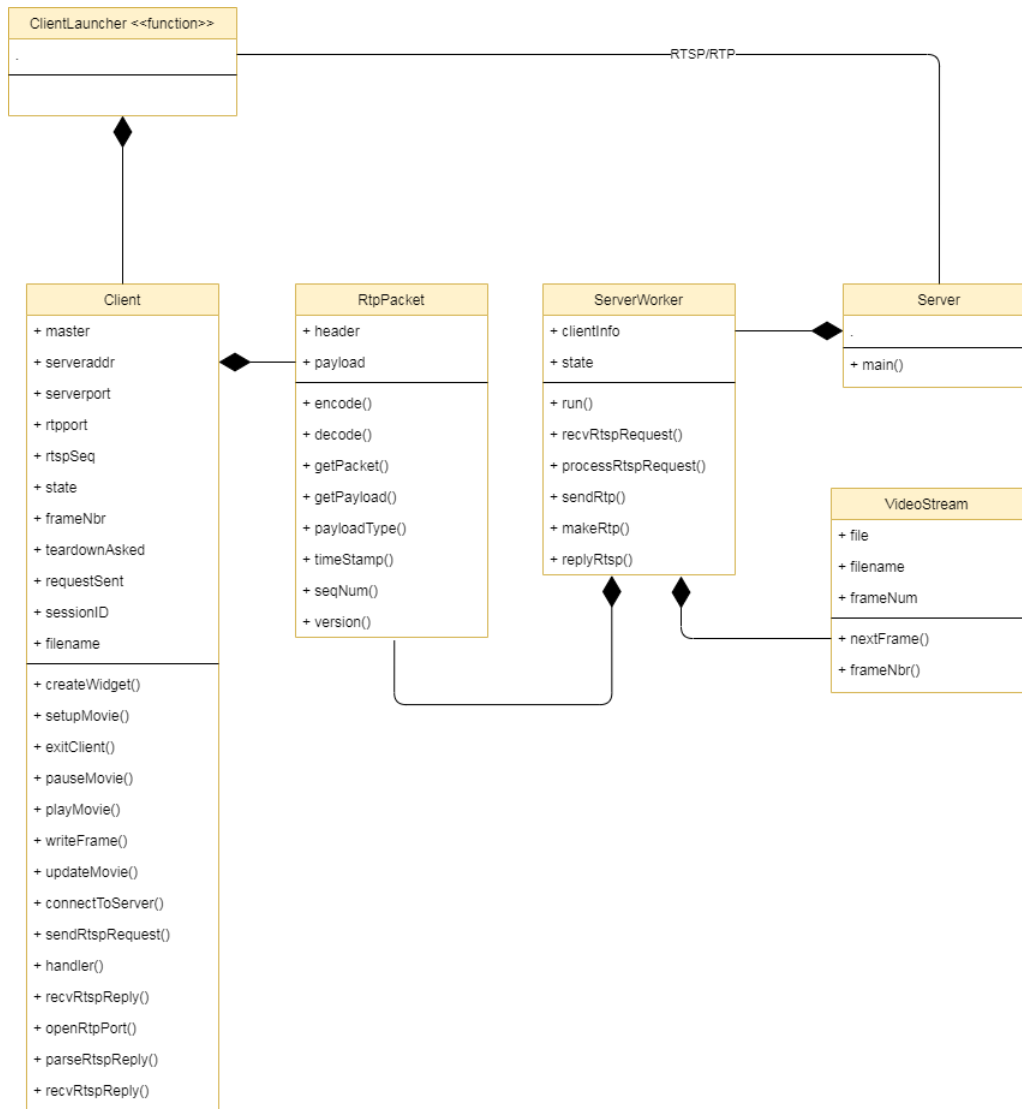 ClientLauncher <<function>>
.
RTSP/RTP
Client
+ master
+ serveraddr
+ serverport
+ rtpport
+ rtspSeq
+ state
+ frameNbr
+ teardownAsked
+ requestSent
+ sessionID
+ filename
+ createWidget()
+ setupMovie()
+ exitClient()
+ pauseMovie()
+ playMovie()
+ writeFrame()
+ updateMovie()
+ connectToServer()
+ sendRtspRequest()
+ handler()
+ recvRtspReply()
+ openRtpPort()
+ parseRtspReply()
+ recvRtspReply()
RtpPacket
+ header
+ payload
+ encode()
+ decode()
+ getPacket()
+ getPayload()
+ payloadType()
+ timeStamp()
+ seqNum()
+ version()
ServerWorker
+ clientInfo
+ state
+ run()
+ recvRtspRequest()
+ processRtspRequest()
+ sendRtp()
+ makeRtp()
+ replyRtsp()
Server
.
+ main()
VideoStream
+ file
+ filename
+ frameNum
+ nextFrame()
+ frameNbr()